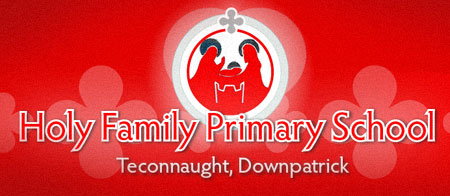 Holy Family Primary School
Teconnaught, Downpatrick